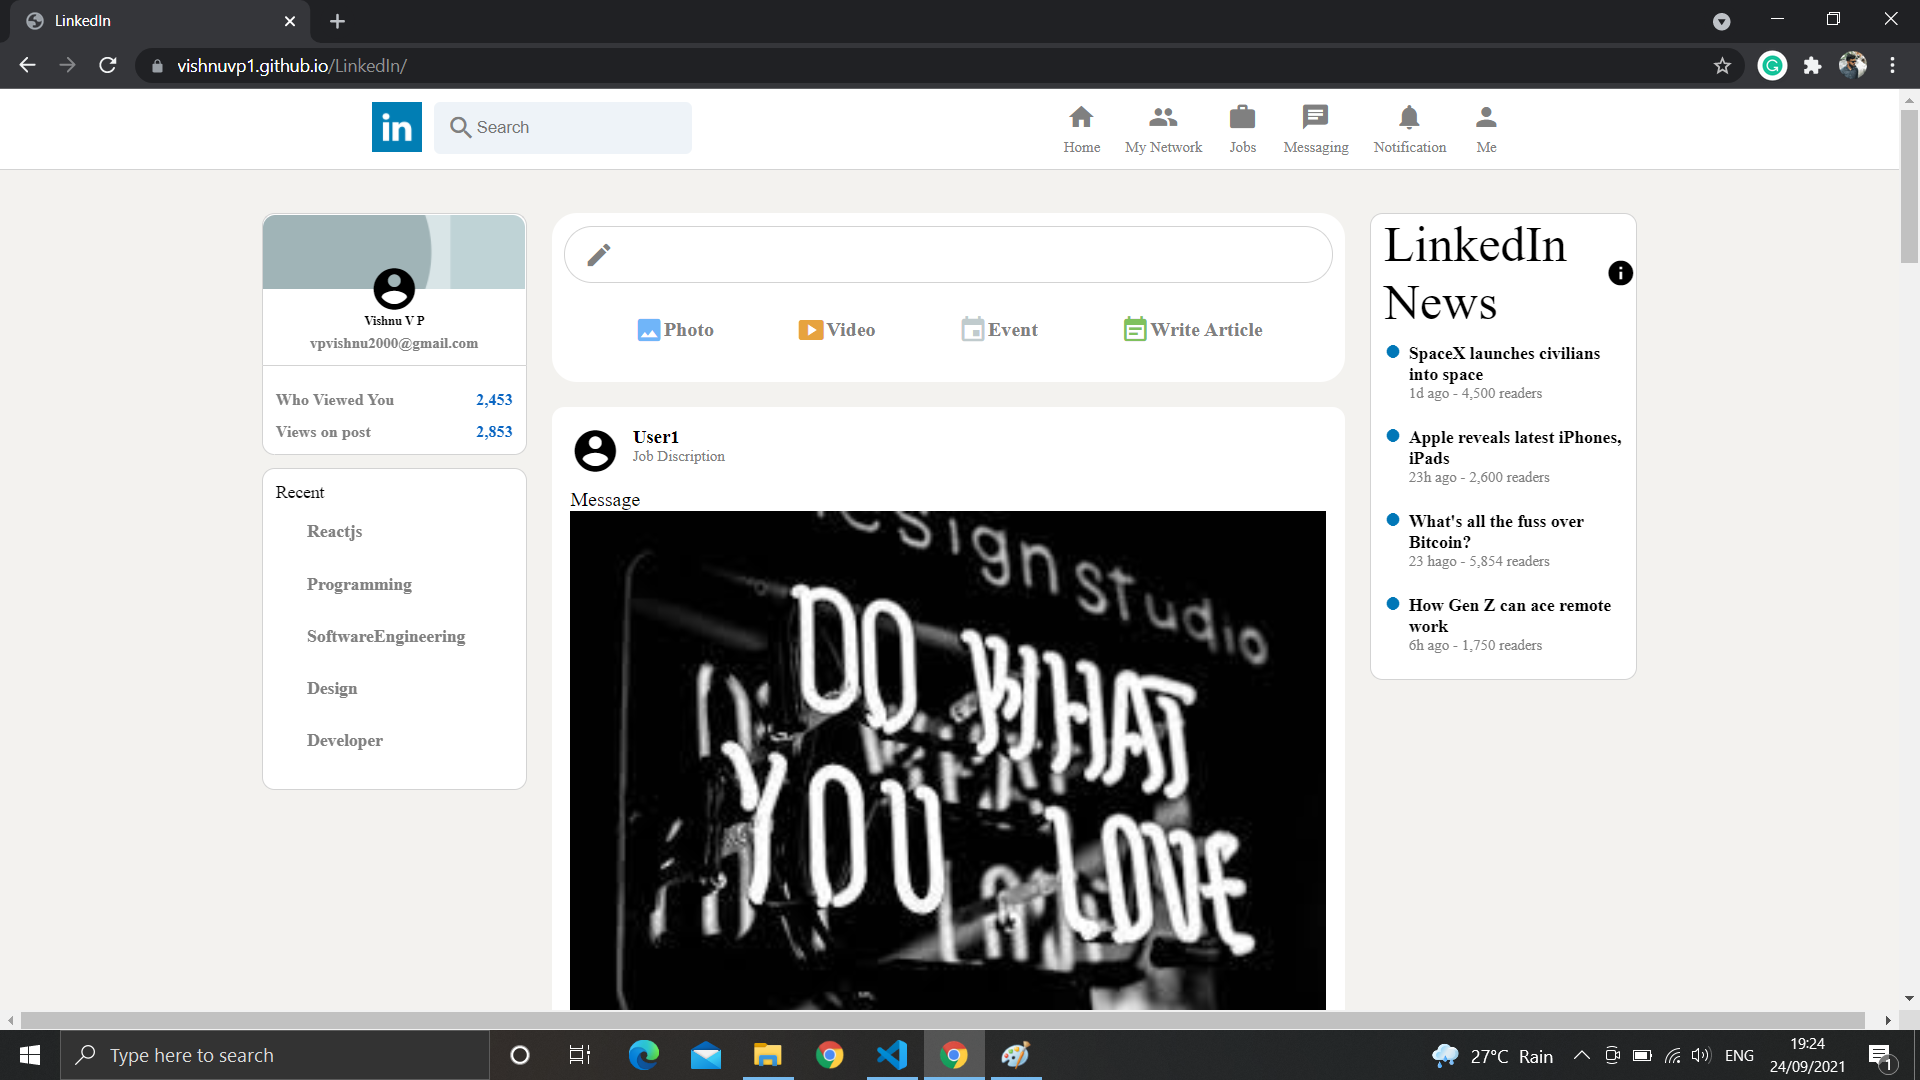 LinkedIn
vishnuvp1.github.io/LinkedIn/
in
Search
Home
My Network
Jobs
Messaging
Notification
Me
Vishnu V P
vpvishnu2000@gmail.com
Who Viewed You 2,453
Views on post 2,853
Recent
Reactjs
Programming
SoftwareEngineering
Design
Developer
Photo
Video
Event
Write Article
User1
Job Discription
Message
design studio
DO WHAT
YOU LOVE
LinkedIn
News
SpaceX launches civilians
into space
1d ago - 4,500 readers
Apple reveals latest iPhones,
iPads
23h ago - 2,600 readers
What's all the fuss over
Bitcoin?
23 hago - 5,854 readers
How Gen Z can ace remote
work
6h ago - 1,750 readers
Type here to search
27°C Rain
ENG
19:24
24/09/2021
1